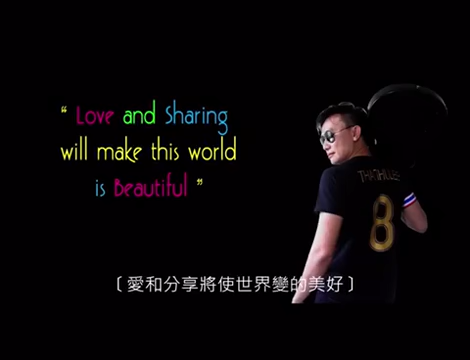 “ Love and Sharing
will make this world
is Beautiful ”
8
〔愛和分享將使世界變的美好〕